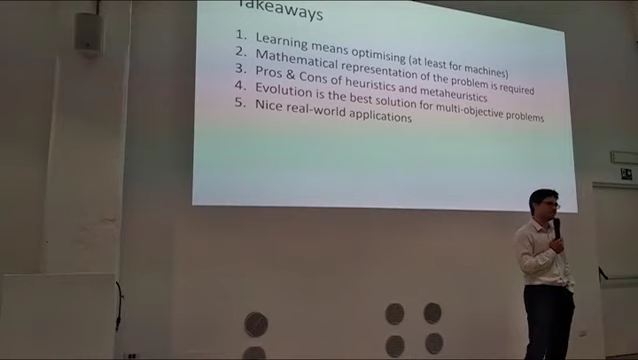 Takeaways
1. Learning means optimising (at least for machines)
2. Mathematical representation of the problem is required
3. Pros & Cons of heuristics and metaheuristics
4. Evolution is the best solution for multi-objective problems
5. Nice real-world applications